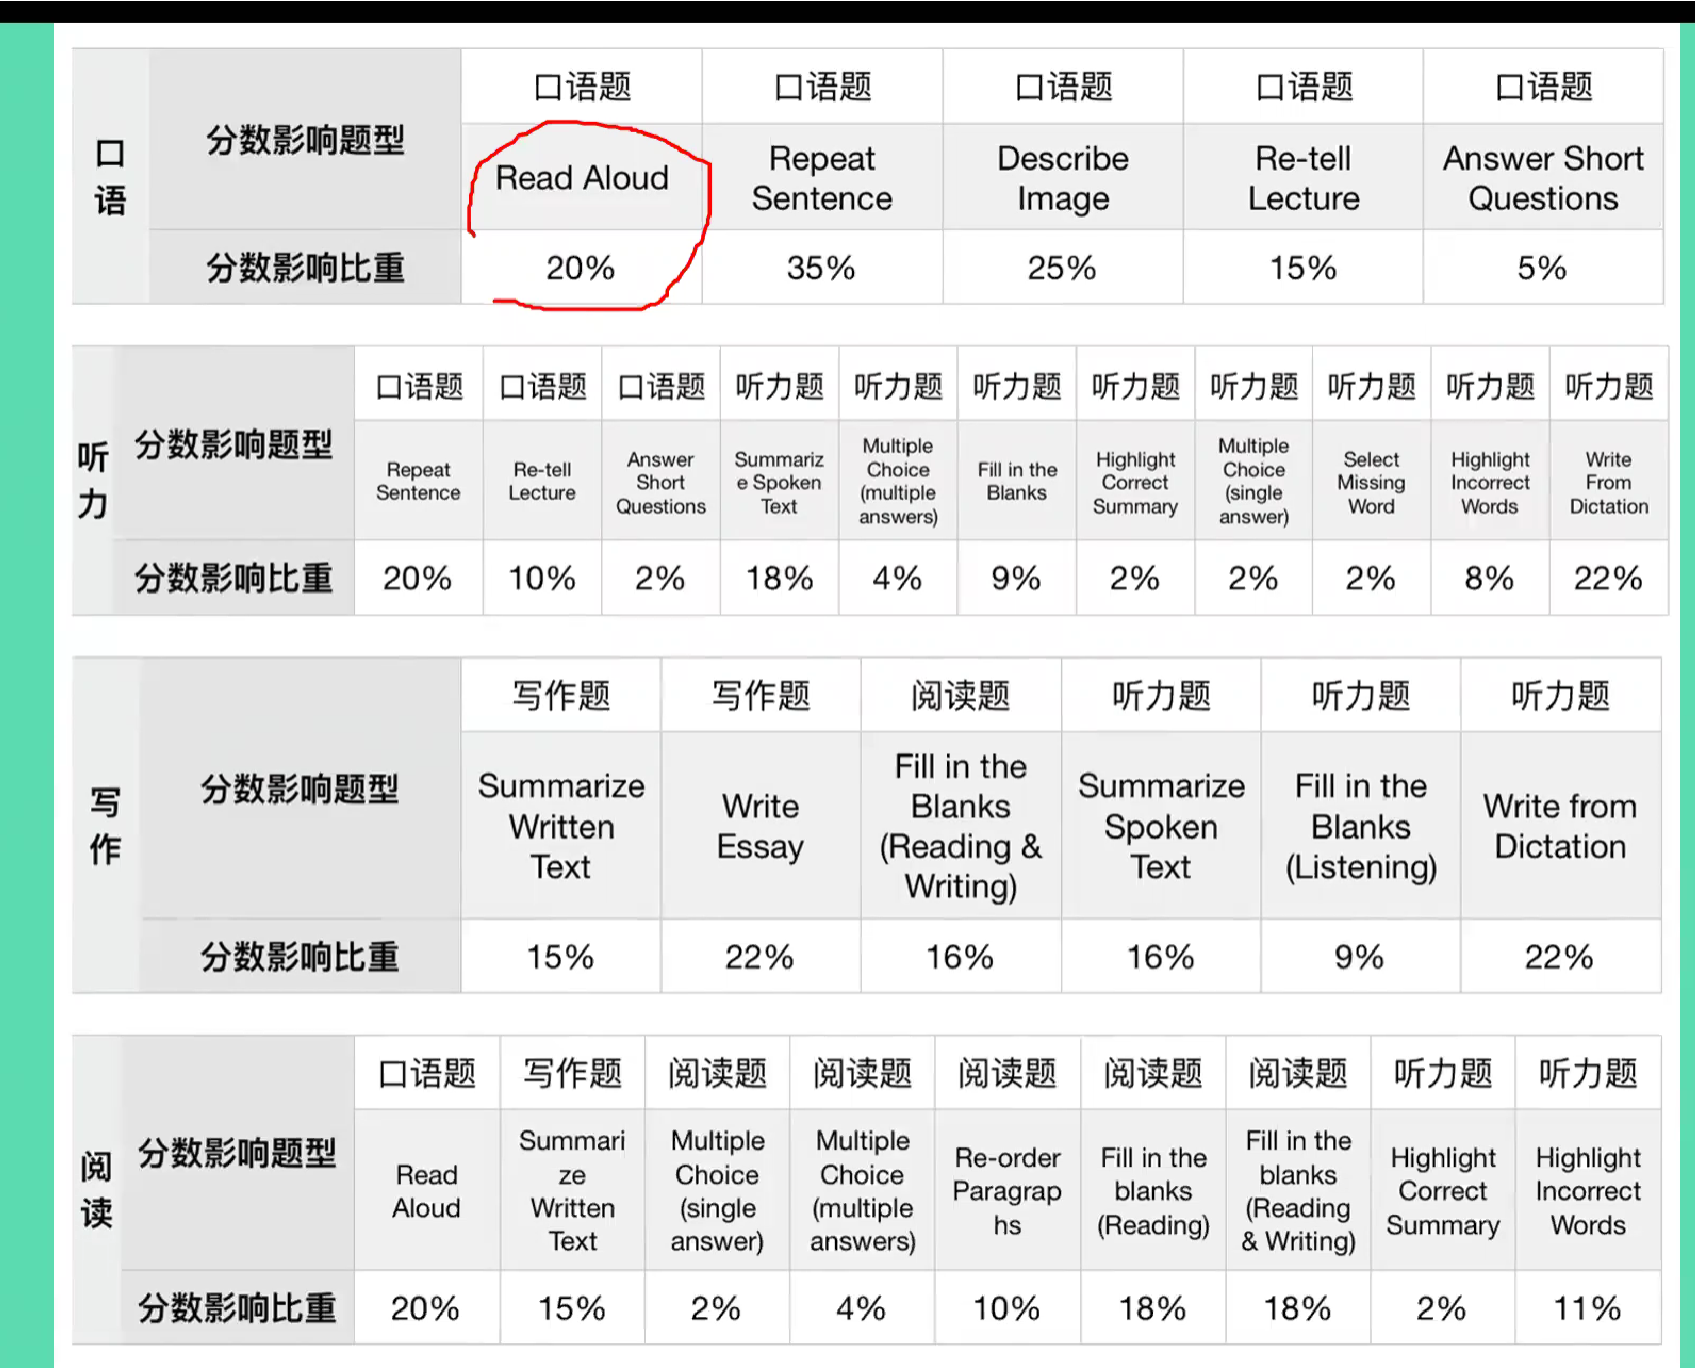 口语
分数影响题型
口语题 口语题 口语题 口语题 口语题
Read Aloud
Repeat Sentence
Describe Image
Re-tell Lecture
Answer Short Questions
分数影响比重 20% 35% 25% 15% 5%
听力
分数影响题型
口语题 口语题 口语题 听力题 听力题 听力题 听力题 听力题 听力题 听力题 听力题
Repeat Sentence
Re-tell Lecture
Answer Short Questions
Summariz
e Spoken
Text
Multiple Choice (multiple answers)
Fill in the Blanks
Highlight Correct Summary
Multiple Choice (single answer)
Select Missing Word
Highlight Incorrect Words
Write From Dictation
分数影响比重 20% 10% 2% 18% 4% 9% 2% 2% 2% 8% 22%
写作
分数影响题型
写作题 写作题 阅读题 听力题 听力题 听力题
Summarize Written Text
Write Essay
Fill in the Blanks (Reading & Writing)
Summarize Spoken Text
Fill in the Blanks (Listening)
Write from Dictation
分数影响比重 15% 22% 16% 16% 9% 22%
阅读
分数影响题型
口语题 写作题 阅读题 阅读题 阅读题 阅读题 阅读题 听力题 听力题
Read Aloud
Summari
ze
Written
Text
Multiple Choice (single answer)
Multiple Choice (multiple answers)
Re-order
Paragrap
hs
Fill in the blanks (Reading)
Fill in the blanks (Reading & Writing)
Highlight Correct Summary
Highlight Incorrect Words
分数影响比重 20% 15% 2% 4% 10% 18% 18% 2% 11%